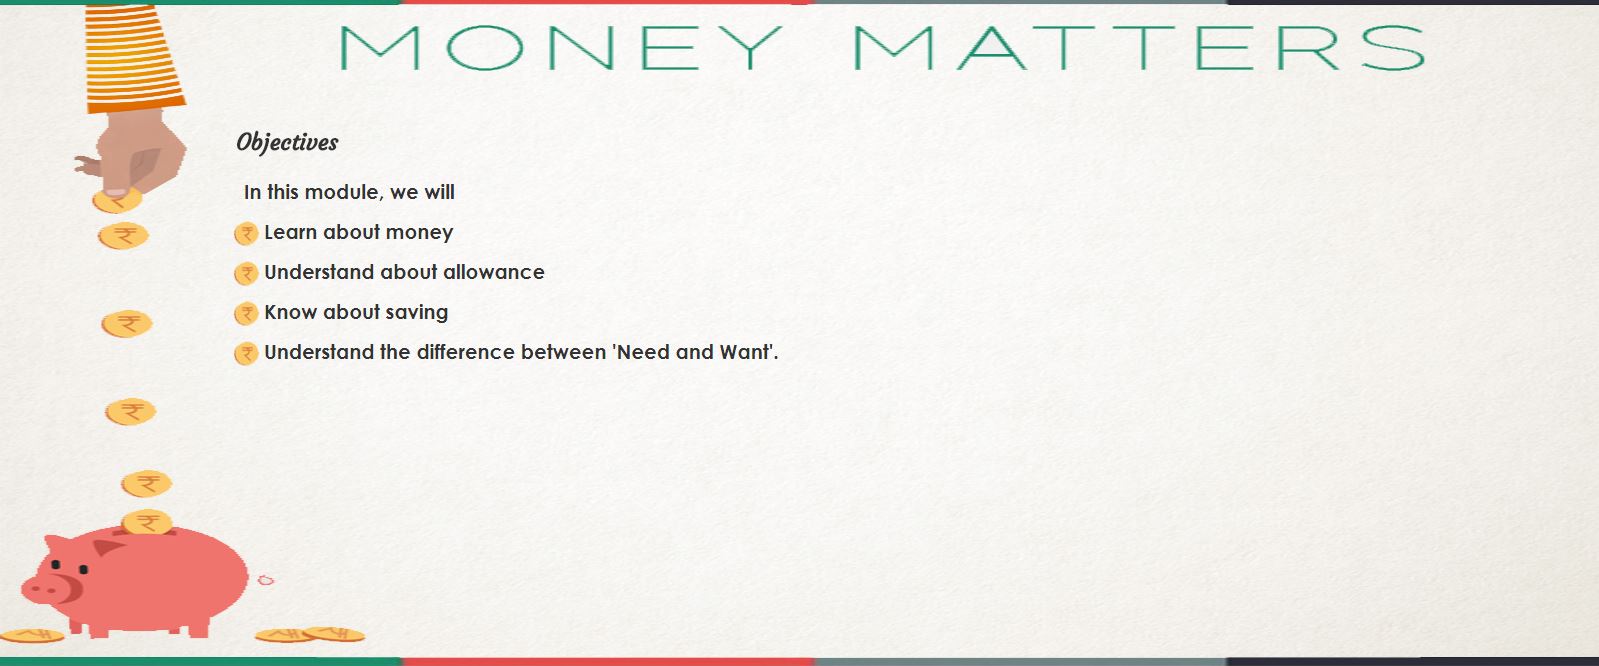 MONEY MATTERS
Objectives
In this module, we will
₹ Learn about money
₹ Understand about allowance
₹ Know about saving
₹ Understand the difference between 'Need and Want'.